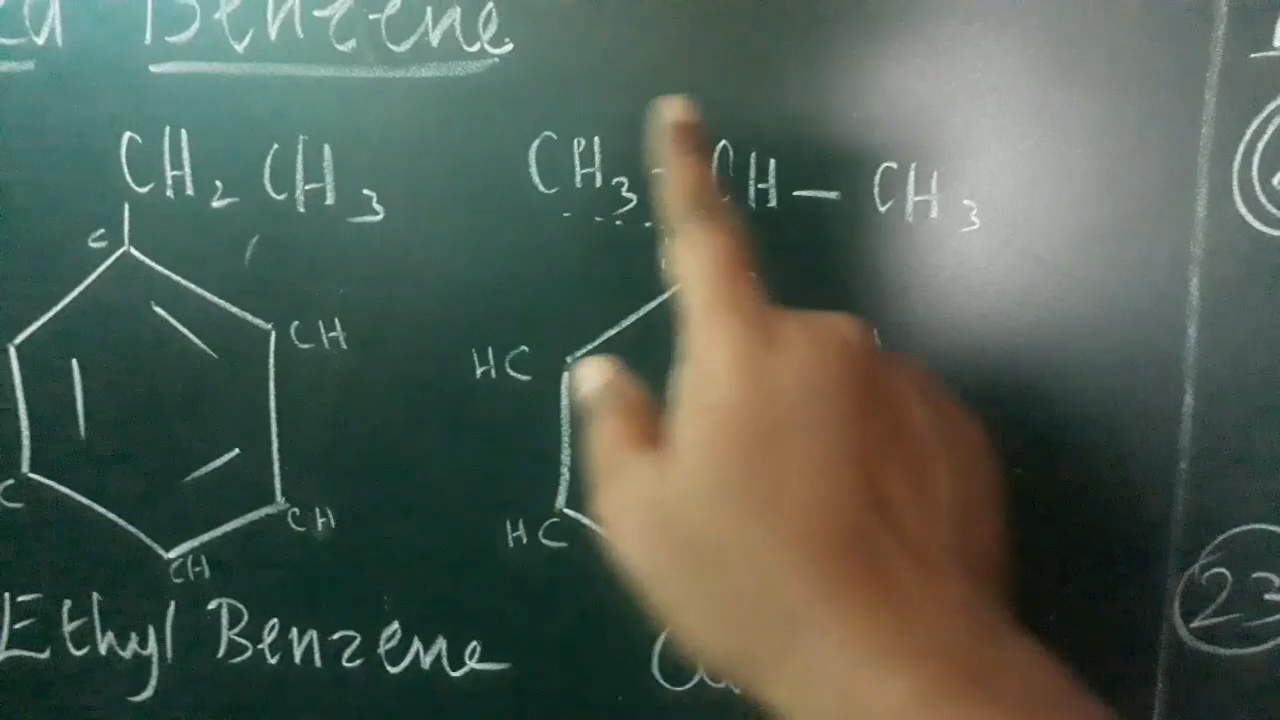 Benzene
CH2 CH3
CH3 - CH - CH3
C
CH
HC
C
CH
HC
CH
23
Ethyl Benzene